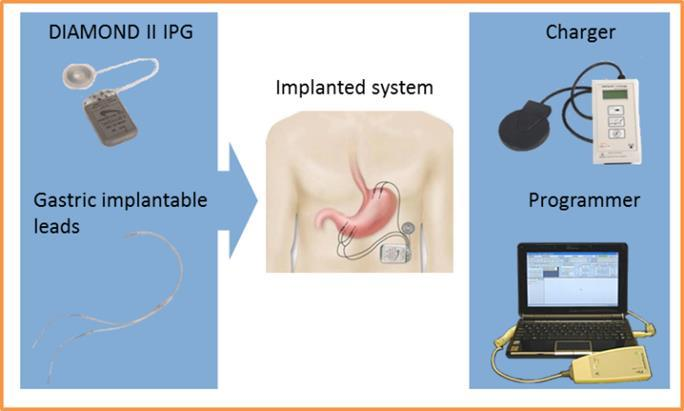 DIAMOND II IPG
Gastric implantable
leads
Implanted system
Charger
Programmer